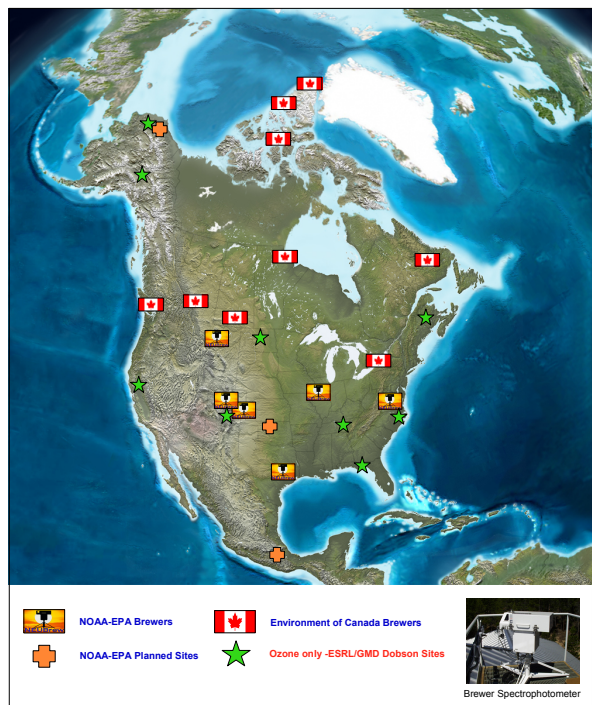 NOAA-EPA Brewers
Environment of Canada Brewers
NOAA-EPA Planned Sites
Ozone only -ESRL/GMD Dobson Sites
Brewer Spectrophotometer